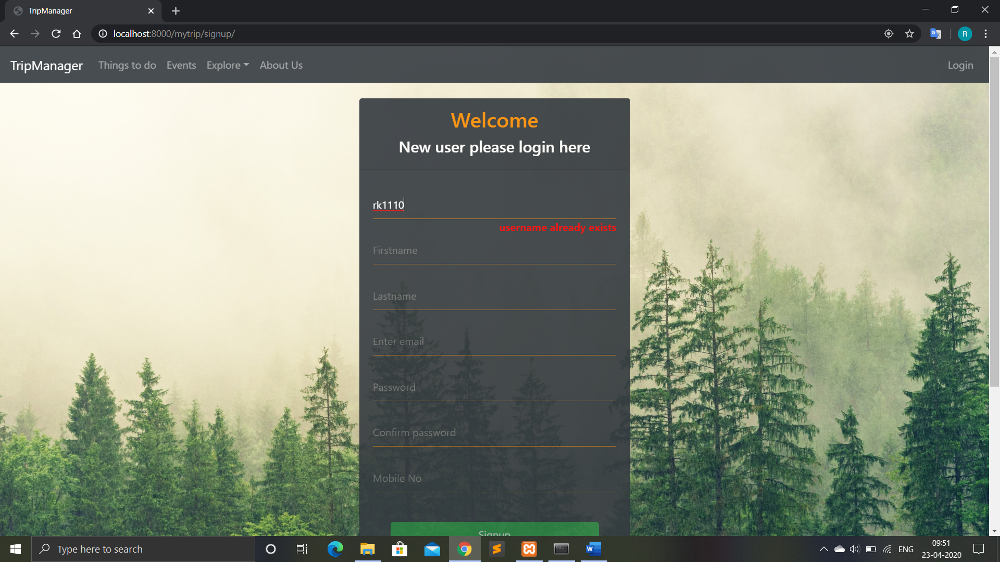 TripManager
localhost:8000/mytrip/signup/
R
TripManager Things to do Events Explore About Us Login
Welcome
New user please login here
rk1110
username already exists
Firstname
Lastname
Enter email
Password
Confirm password
Mobile No
Signup
Type here to search
ENG
09:51
23-04-2020